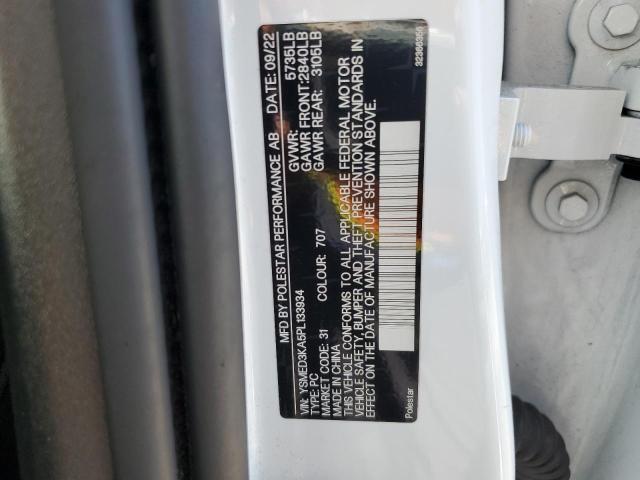 MFD BY POLESTAR PERFORMANCE AB DATE: 09/22
GVWR: 5735LB
GAWR FRONT: 2840LB
GAWR REAR: 3105LB
VIN: YSMED3KA5PL133934
TYPE: PC
MARKET CODE: 31 COLOUR: 707
MADE IN CHINA
THIS VEHICLE CONFORMS TO ALL APPLICABLE FEDERAL MOTOR
VEHICLE SAFETY, BUMPER AND THEFT PREVENTION STANDARDS IN
EFFECT ON THE DATE OF MANUFACTURE SHOWN ABOVE.
Polestar